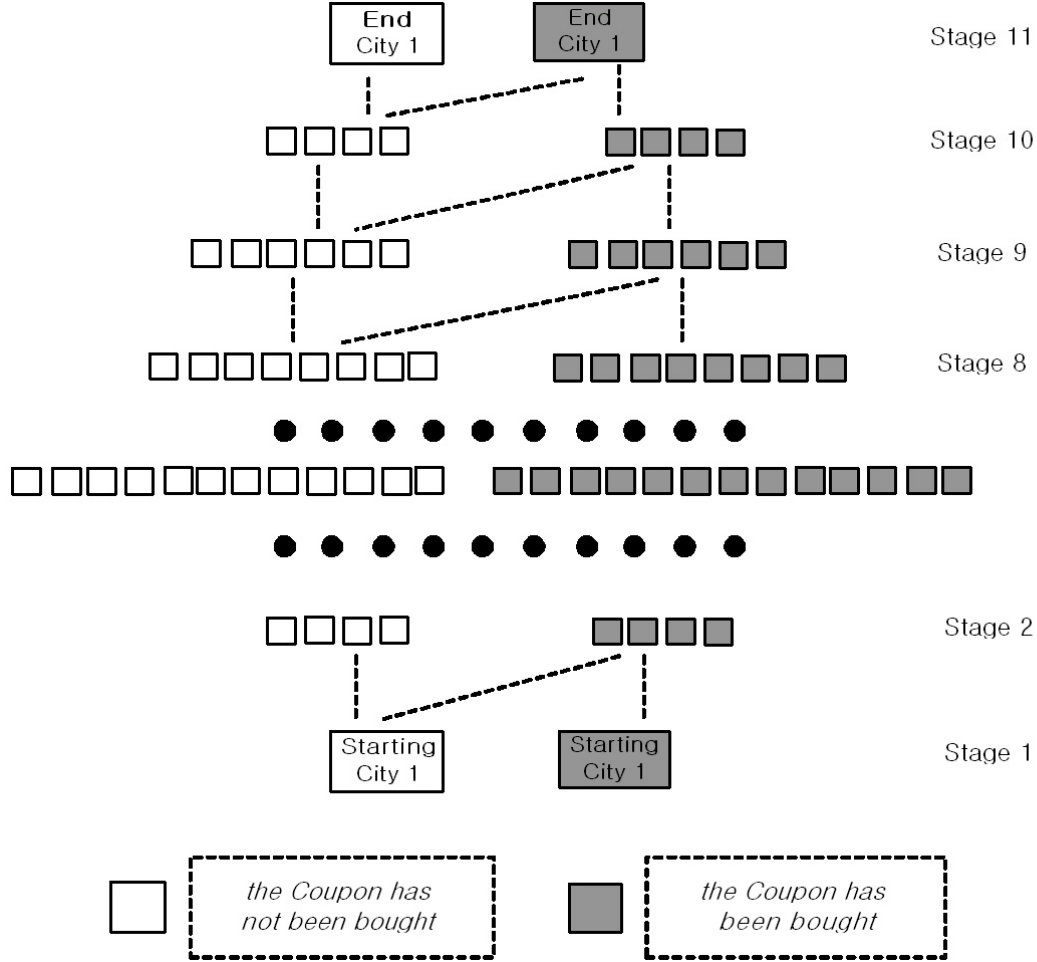 End
City 1
End
City 1
Stage 11
Stage 10
Stage 9
Stage 8
Stage 2
Starting
City 1
Starting
City 1
Stage 1
the Coupon has
not been bought
the Coupon has
been bought